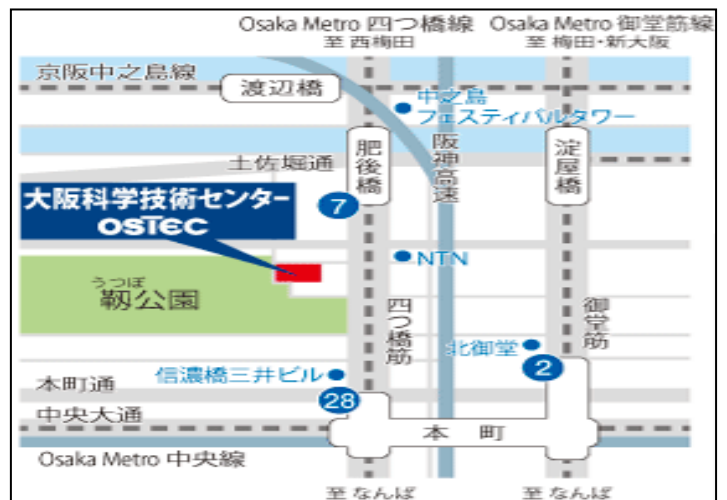 Osaka Metro 四つ橋線
至 西梅田
Osaka Metro 御堂筋線
至 梅田・新大阪
京阪中之島線
渡辺橋
中之島
フェスティバルタワー
土佐堀通
肥後橋
阪神高速
淀屋橋
大阪科学技術センター
OSTEC
7
うつぼ
靱公園
NTN
四つ橋筋
御堂筋
北御堂
2
本町通
信濃橋三井ビル
28
中央大通
本町
Osaka Metro 中央線
至 なんば
至 なんば